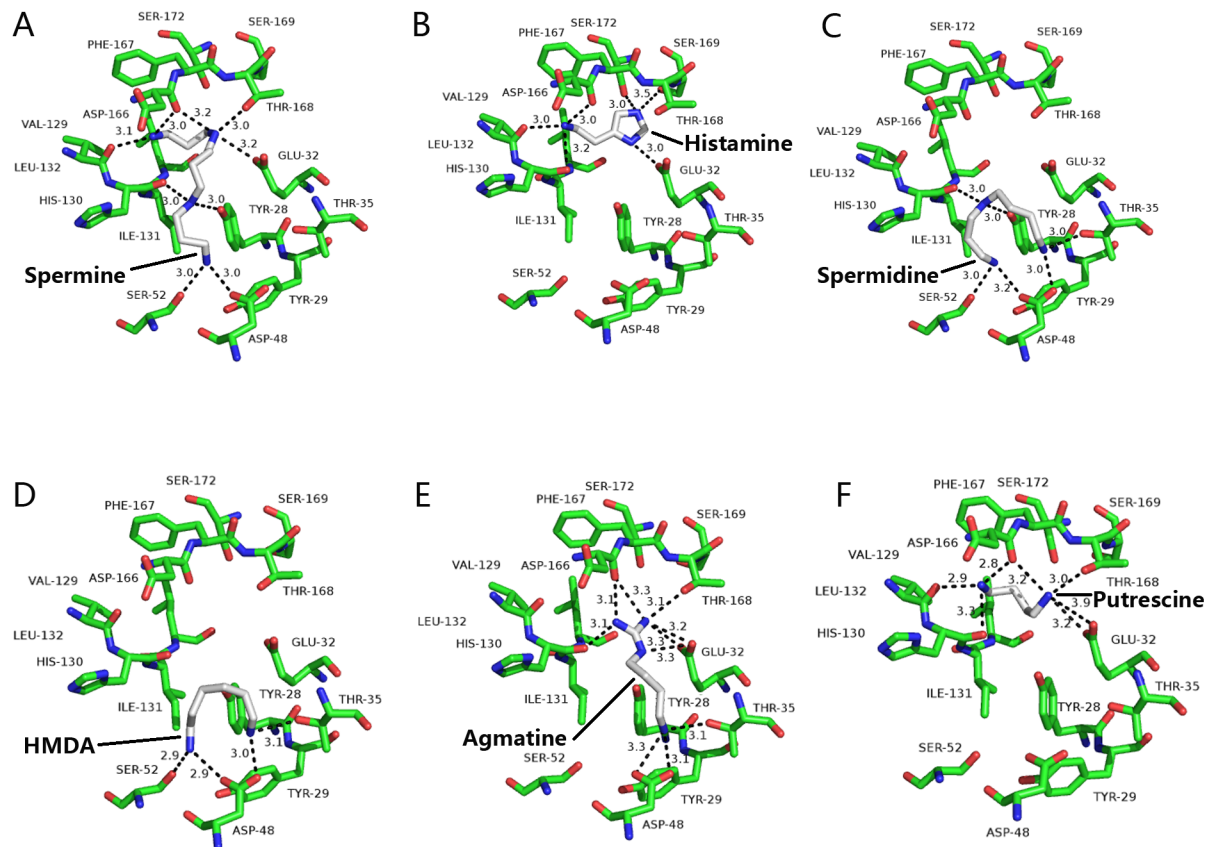 A
SER-172
SER-169
PHE-167
ASP-166
THR-168
VAL-129
3.2
3.1
3.0
3.0
3.2
GLU-32
LEU-132
HIS-130
3.0
3.0
TYR-28
THR-35
ILE-131
Spermine
3.0
3.0
SER-52
TYR-29
ASP-48
B
SER-172
PHE-167
SER-169
ASP-166
3.5
3.0
THR-168
VAL-129
3.0
3.0
Histamine
LEU-132
3.2
3.0
GLU-32
HIS-130
ILE-131
TYR-28
THR-35
SER-52
TYR-29
ASP-48
C
SER-172
SER-169
PHE-167
ASP-166
THR-168
VAL-129
LEU-132
GLU-32
HIS-130
3.0
3.0
TYR-28
THR-35
ILE-131
3.0
Spermidine
3.0
3.0
3.2
SER-52
TYR-29
ASP-48
D
SER-172
PHE-167
SER-169
ASP-166
VAL-129
THR-168
LEU-132
GLU-32
HIS-130
TYR-28
THR-35
ILE-131
HMDA
3.1
3.0
2.9
2.9
SER-52
TYR-29
ASP-48
E
SER-172
PHE-167
SER-169
VAL-129
ASP-166
3.3
3.1
3.1
THR-168
LEU-132
3.1
3.2
3.3
3.3
GLU-32
HIS-130
ILE-131
TYR-28
THR-35
Agmatine
3.1
3.3
3.1
SER-52
TYR-29
ASP-48
F
PHE-167
SER-172
SER-169
ASP-166
VAL-129
2.8
2.9
3.2
3.0
THR-168
LEU-132
3.9
Putrescine
3.3
3.2
HIS-130
GLU-32
ILE-131
THR-35
TYR-28
SER-52
TYR-29
ASP-48